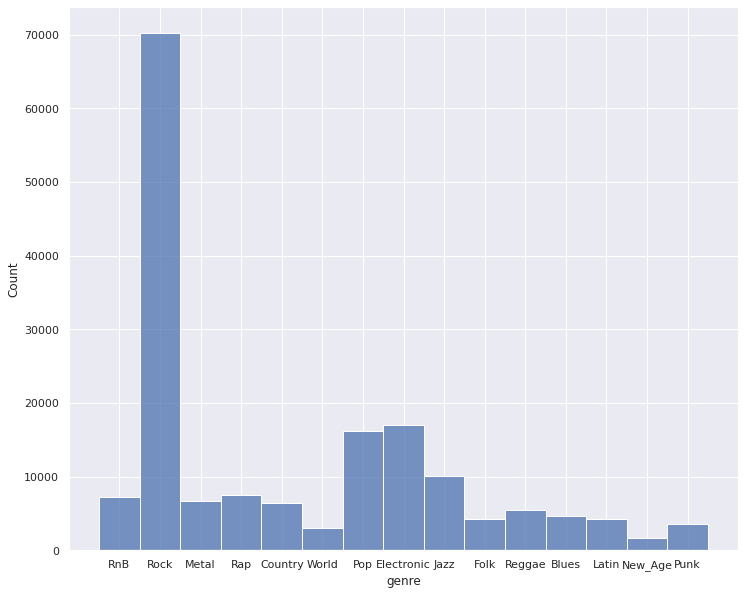 70000
60000
50000
40000
30000
20000
10000
0
Count
RnB Rock Metal Rap Country World Pop Electronic Jazz Folk Reggae Blues Latin New_Age Punk
genre